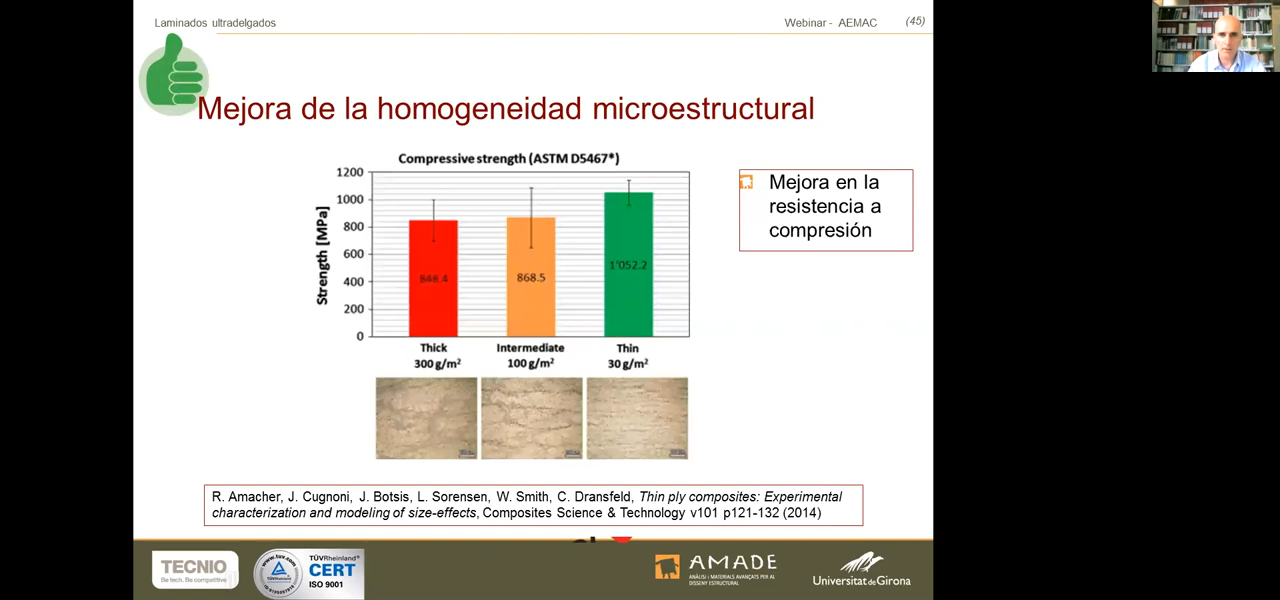 Laminados ultradelgados
Webinar - AEMAC
(45)
Mejora de la homogeneidad microestructural
Compressive strength (ASTM D5467*)
Strength [MPa]
1200
1000
800
600
400
200
0
848.4
868.5
1'052.2
Thick
300 g/m²
Intermediate
100 g/m²
Thin
30 g/m²
Mejora en la
resistencia a
compresión
R. Amacher, J. Cugnoni, J. Botsis, L. Sorensen, W. Smith, C. Dransfeld, Thin ply composites: Experimental
characterization and modeling of size-effects, Composites Science & Technology v101 p121-132 (2014)
TECNIO
Be tech. Be competitive
TÜVRheinland®
CERT
ISO 9001
AMADE
ANÀLISI I MATERIALS AVANÇATS PER AL
DISSENY ESTRUCTURAL
Universitat de Girona